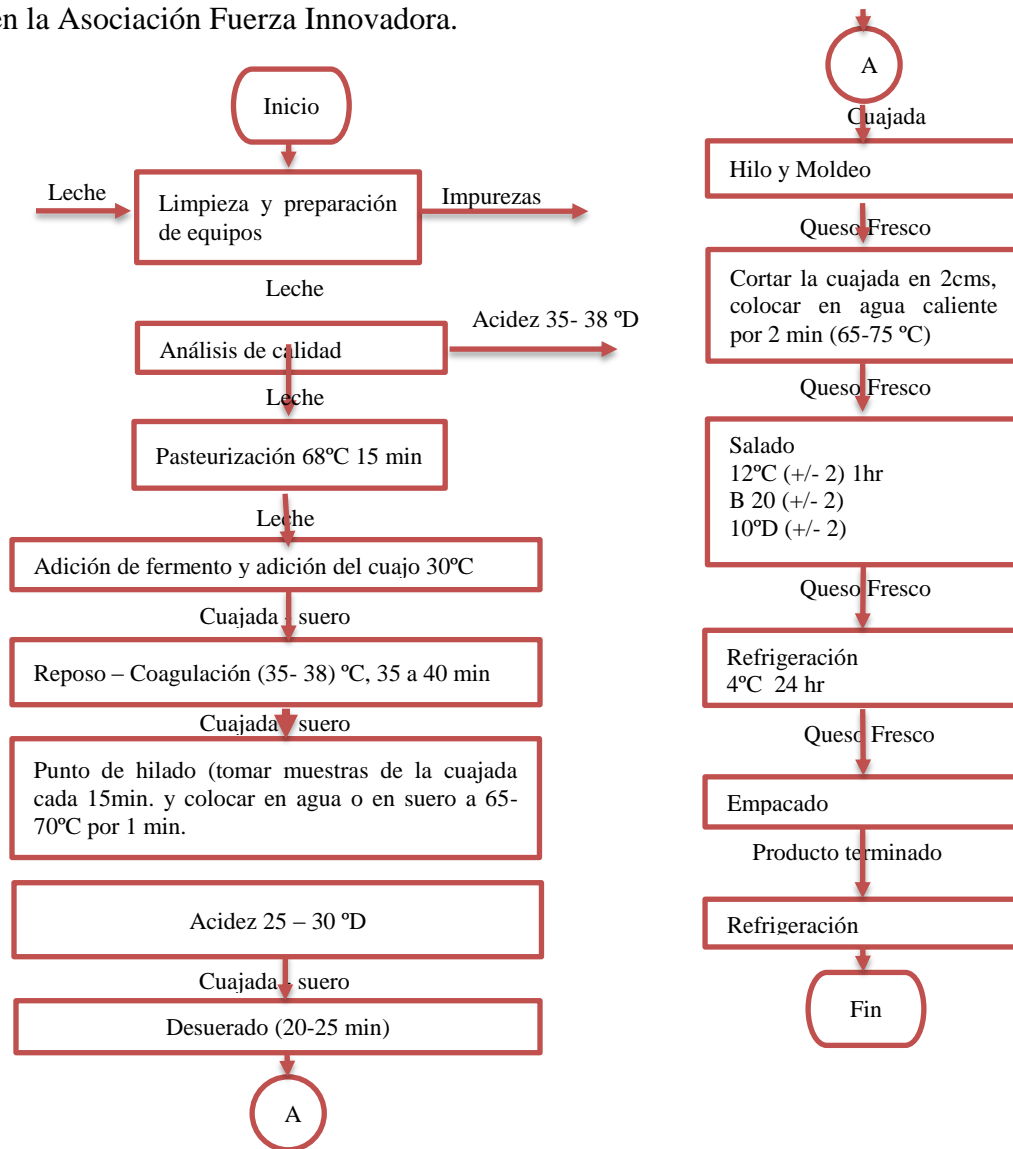 en la Asociación Fuerza Innovadora.
Inicio
Leche
Limpieza y preparación
de equipos
Impurezas
Leche
Acidez 35- 38 ºD
Análisis de calidad
Leche
Pasteurización 68ºC 15 min
Leche
Adición de fermento y adición del cuajo 30ºC
Cuajada - suero
Reposo – Coagulación (35- 38) ºC, 35 a 40 min
Cuajada - suero
Punto de hilado (tomar muestras de la cuajada
cada 15min. y colocar en agua o en suero a 65-
70ºC por 1 min.
Acidez 25 – 30 ºD
Cuajada - suero
Desuerado (20-25 min)
A
A
Cuajada
Hilo y Moldeo
Queso Fresco
Cortar la cuajada en 2cms,
colocar en agua caliente
por 2 min (65-75 ºC)
Queso Fresco
Salado
12ºC (+/- 2) 1hr
B 20 (+/- 2)
10ºD (+/- 2)
Queso Fresco
Refrigeración
4ºC  24 hr
Queso Fresco
Empacado
Producto terminado
Refrigeración
Fin